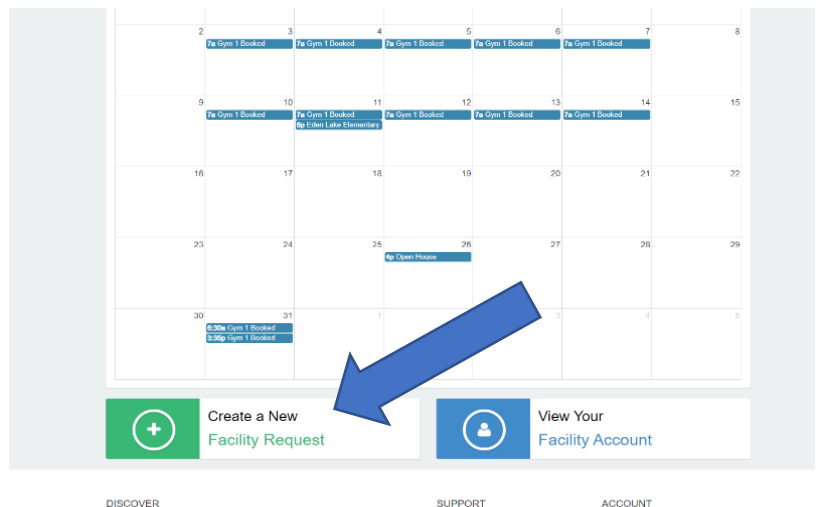 2 3 4 5 6 7 8
7a Gym 1 Booked 7a Gym 1 Booked 7a Gym 1 Booked 7a Gym 1 Booked 7a Gym 1 Booked
9 10 11 12 13 14 15
7a Gym 1 Booked 7a Gym 1 Booked 7a Gym 1 Booked 7a Gym 1 Booked 7a Gym 1 Booked
6p Eden Lake Elementary
16 17 18 19 20 21 22
23 24 25 26 27 28 29
4p Open House
30 31 1 3 4 5
6:30a Gym 1 Booked
3:35p Gym 1 Booked
Create a New
Facility Request
View Your
Facility Account
DISCOVER SUPPORT ACCOUNT